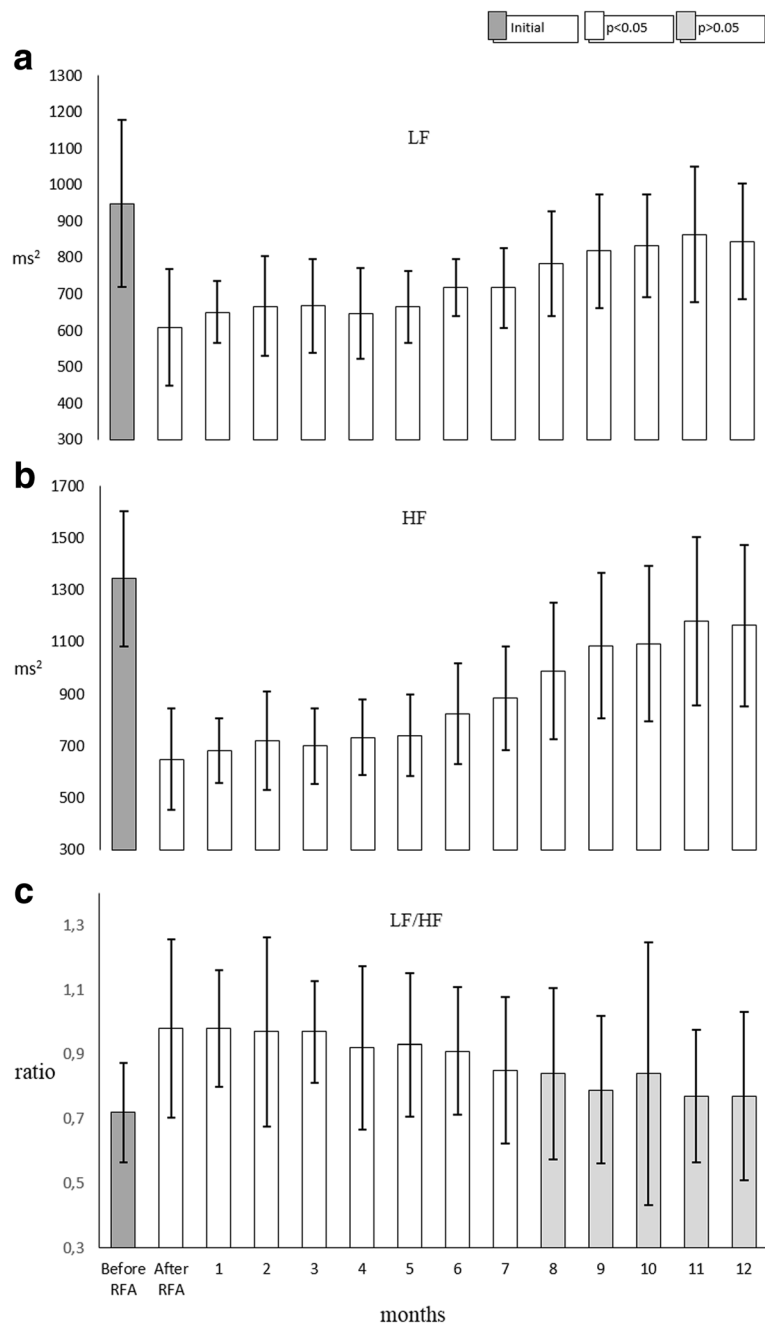 Initial p<0.05 p>0.05
a
1300
1200
1100
1000
900
800
700
600
500
400
300
ms²
LF
b
1700
1500
1300
1100
900
700
500
300
ms²
HF
c
1,3
1,1
0,9
0,7
0,5
0,3
ratio
LF/HF
Before RFA After RFA 1 2 3 4 5 6 7 8 9 10 11 12
months